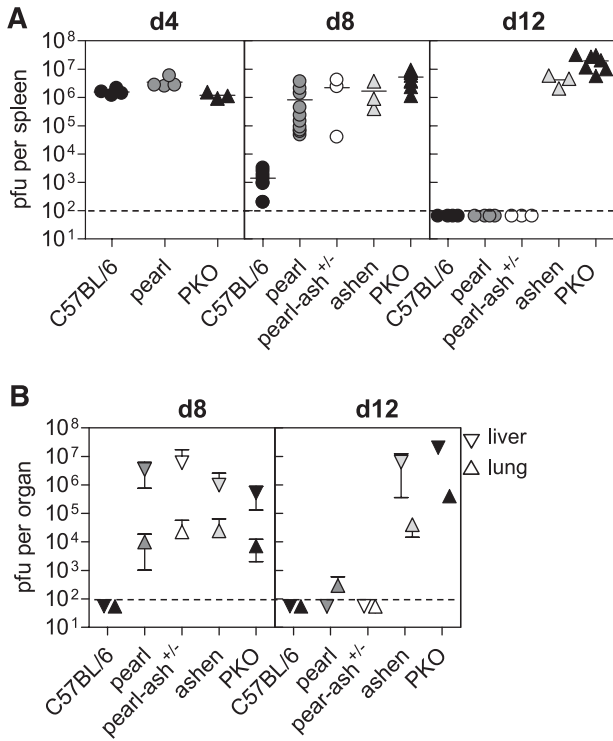 A
d4 d8 d12
pfu per spleen
10^8
10^7
10^6
10^5
10^4
10^3
10^2
10^1
C57BL/6 pearl PKO C57BL/6 pearl pearl-ash+/- ashen PKO C57BL/6 pearl pearl-ash+/- ashen PKO
B
d8 d12
pfu per organ
10^8
10^7
10^6
10^5
10^4
10^3
10^2
10^1
liver
lung
C57BL/6 pearl pearl-ash+/- ashen PKO C57BL/6 pearl pear-ash+/- ashen PKO